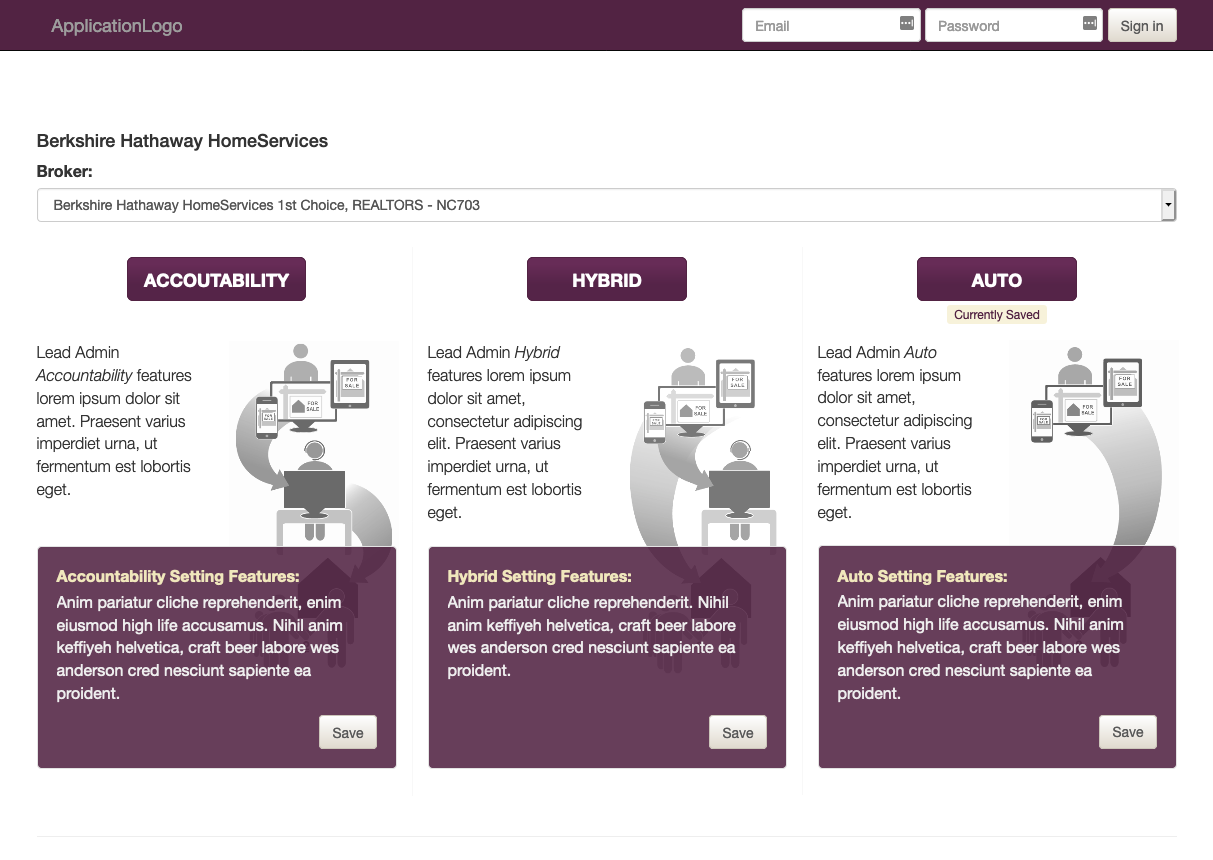 ApplicationLogo
Email
Password
Sign in
Berkshire Hathaway HomeServices
Broker:
Berkshire Hathaway HomeServices 1st Choice, REALTORS - NC703
ACCOUTABILITY
Lead Admin
Accountability features
lorem ipsum dolor sit
amet. Praesent varius
imperdiet urna, ut
fermentum est lobortis
eget.
FOR
SALE
FOR
SALE
FOR
SALE
Accountability Setting Features:
Anim pariatur cliche reprehenderit, enim
eiusmod high life accusamus. Nihil anim
keffiyeh helvetica, craft beer labore wes
anderson cred nesciunt sapiente ea
proident.
Save
HYBRID
Lead Admin Hybrid
features lorem ipsum
dolor sit amet,
consectetur adipiscing
elit. Praesent varius
imperdiet urna, ut
fermentum est lobortis
eget.
FOR
SALE
FOR
SALE
FOR
SALE
Hybrid Setting Features:
Anim pariatur cliche reprehenderit. Nihil
anim keffiyeh helvetica, craft beer labore
wes anderson cred nesciunt sapiente ea
proident.
Save
AUTO
Currently Saved
Lead Admin Auto
features lorem ipsum
dolor sit amet,
consectetur adipiscing
elit. Praesent varius
imperdiet urna, ut
fermentum est lobortis
eget.
FOR
SALE
FOR
SALE
FOR
SALE
Auto Setting Features:
Anim pariatur cliche reprehenderit, enim
eiusmod high life accusamus. Nihil anim
keffiyeh helvetica, craft beer labore wes
anderson cred nesciunt sapiente ea
proident.
Save